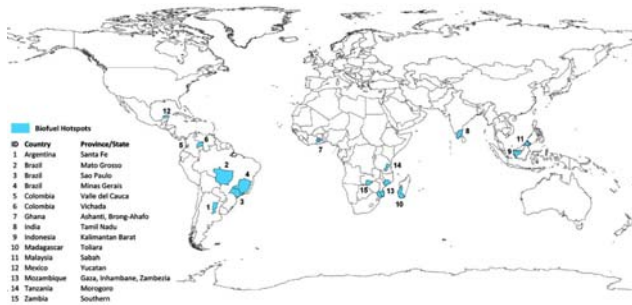 12
6
5
2
4
1
3
7
8
11
9
14
15
13
10
Biofuel Hotspots
ID Country Province/State
1 Argentina Santa Fe
2 Brazil Mato Grosso
3 Brazil Sao Paulo
4 Brazil Minas Gerais
5 Colombia Valle del Cauca
6 Colombia Vichada
7 Ghana Ashanti, Brong-Ahafo
8 India Tamil Nadu
9 Indonesia Kalimantan Barat
10 Madagascar Toliara
11 Malaysia Sabah
12 Mexico Yucatan
13 Mozambique Gaza, Inhambane, Zambezia
14 Tanzania Morogoro
15 Zambia Southern